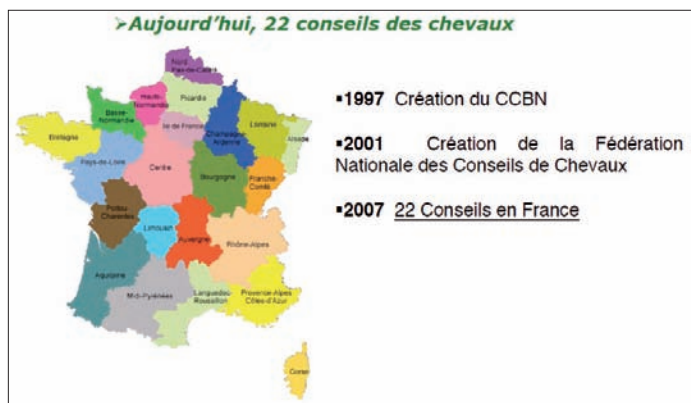 ➢Aujourd'hui, 22 conseils des chevaux
Nord
Pas-de-Calais
Haute-
Normandie
Picardie
Basse-
Normandie
Ile de France
Champagne-
Ardenne
Lorraine
Alsace
Bretagne
Pays-de-Loire
Centre
Bourgogne
Franche-
Comté
Poitou-
Charentes
Limousin
Auvergne
Rhône-Alpes
Aquitaine
Midi-Pyrénées
Languedoc-
Roussillon
Provence-Alpes
Côtes-d'Azur
Corse
▪1997 Création du CCBN
▪2001 Création de la Fédération
Nationale des Conseils de Chevaux
▪2007 22 Conseils en France